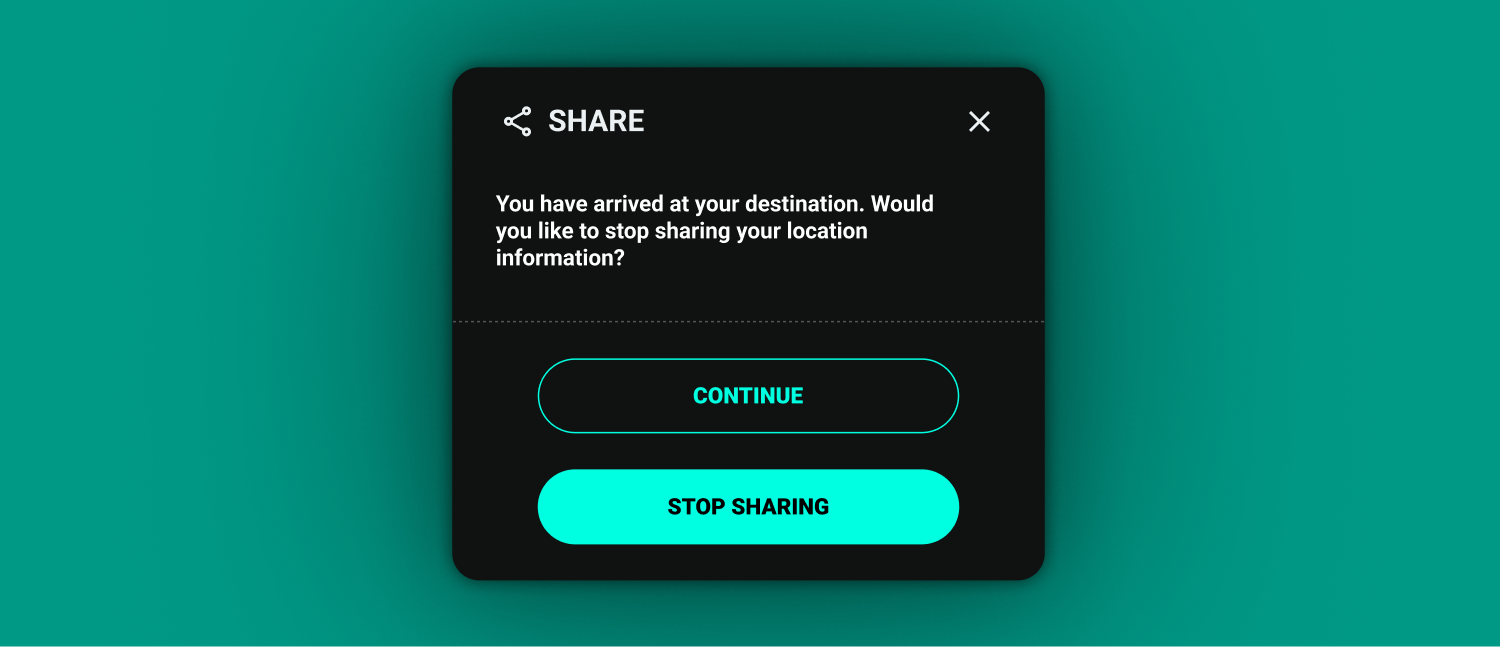 SHARE
You have arrived at your destination. Would
you like to stop sharing your location
information?
CONTINUE
STOP SHARING